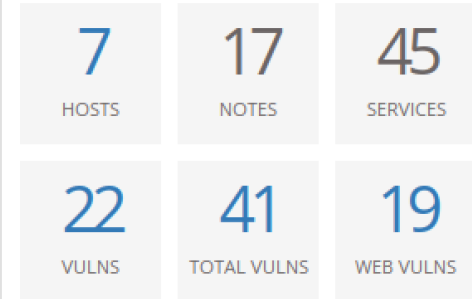 7 17 45
HOSTS NOTES SERVICES
22 41 19
VULNS TOTAL VULNS WEB VULNS